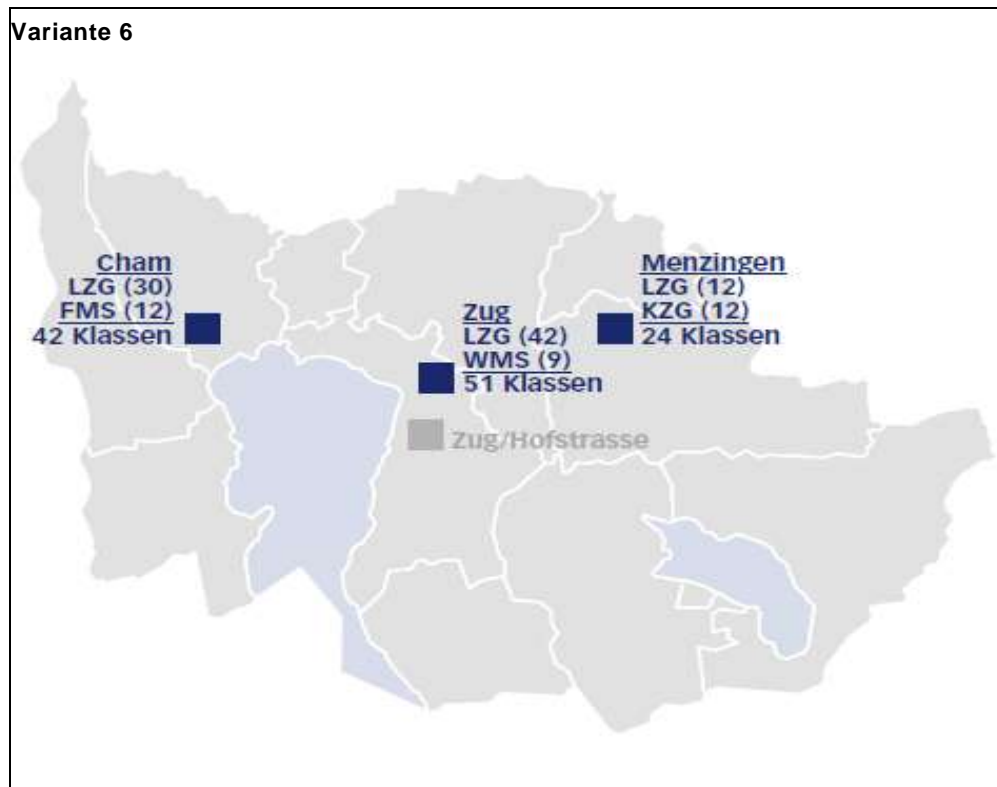 Variante 6
Cham
LZG (30)
FMS (12)
42 Klassen
Zug
LZG (42)
WMS (9)
51 Klassen
Menzingen
LZG (12)
KZG (12)
24 Klassen
Zug/Hofstrasse